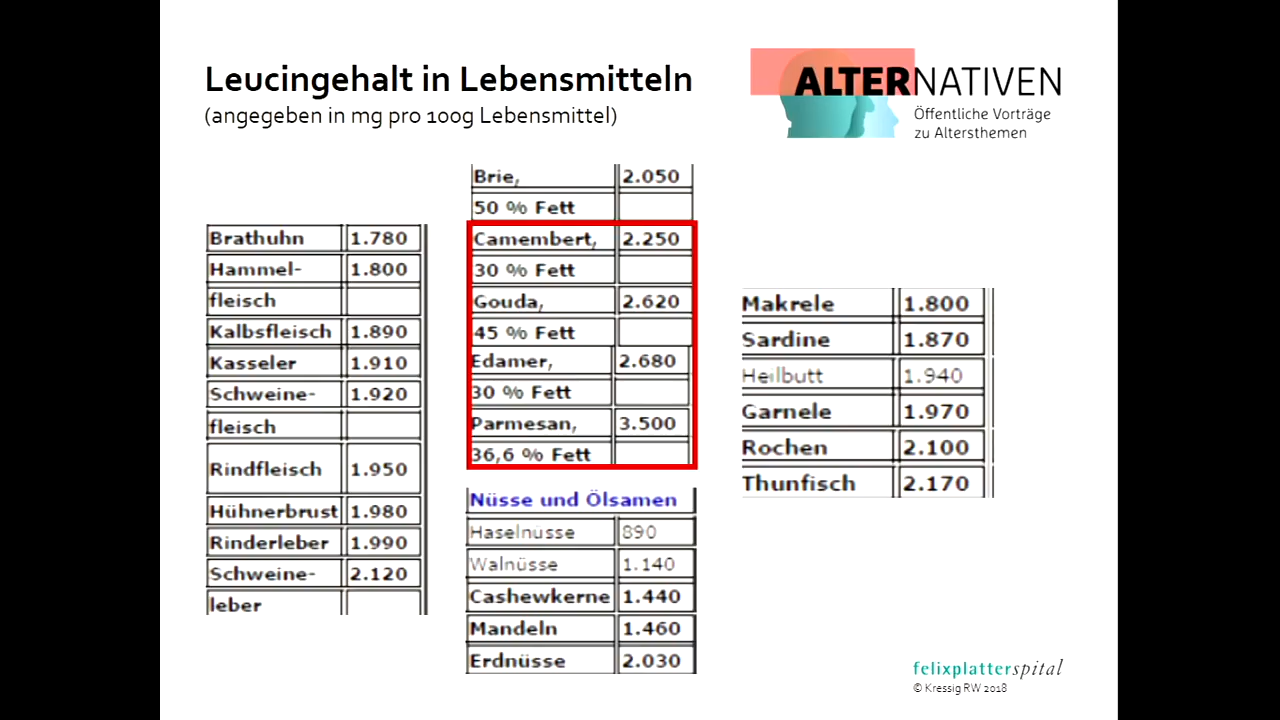 Leucingehalt in Lebensmitteln
(angegeben in mg pro 100g Lebensmittel)
ALTERNATIVEN
Öffentliche Vorträge
zu Altersthemen
Brathuhn 1.780
Hammel- 1.800
fleisch
Kalbsfleisch 1.890
Kasseler 1.910
Schweine- 1.920
fleisch
Rindfleisch 1.950
Hühnerbrust 1.980
Rinderleber 1.990
Schweine- 2.120
leber
Brie, 2.050
50 % Fett
Camembert, 2.250
30 % Fett
Gouda, 2.620
45 % Fett
Edamer, 2.680
30 % Fett
Parmesan, 3.500
36,6 % Fett
Nüsse und Ölsamen
Haselnüsse 890
Walnüsse 1.140
Cashewkerne 1.440
Mandeln 1.460
Erdnüsse 2.030
Makrele 1.800
Sardine 1.870
Heilbutt 1.940
Garnele 1.970
Rochen 2.100
Thunfisch 2.170
felixplatterspital
© Kressig RW 2018